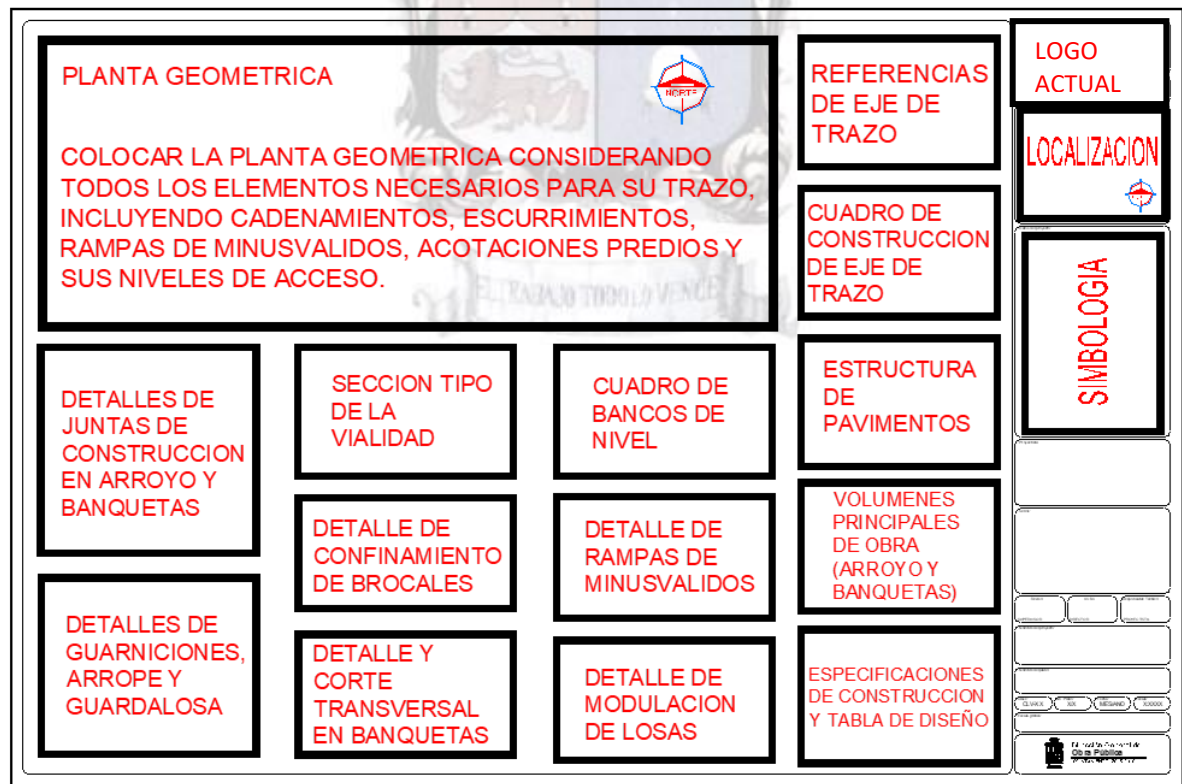 PLANTA GEOMETRICA
NORTE
COLOCAR LA PLANTA GEOMETRICA CONSIDERANDO
TODOS LOS ELEMENTOS NECESARIOS PARA SU TRAZO,
INCLUYENDO CADENAMIENTOS, ESCURRIMIENTOS,
RAMPAS DE MINUSVALIDOS, ACOTACIONES PREDIOS Y
SUS NIVELES DE ACCESO.
EL TRABAJO TODO LO VENCE
REFERENCIAS
DE EJE DE
TRAZO
CUADRO DE
CONSTRUCCION
DE EJE DE
TRAZO
DETALLES DE
JUNTAS DE
CONSTRUCCION
EN ARROYO Y
BANQUETAS
SECCION TIPO
DE LA
VIALIDAD
CUADRO DE
BANCOS DE
NIVEL
ESTRUCTURA
DE
PAVIMENTOS
DETALLE DE
CONFINAMIENTO
DE BROCALES
DETALLE DE
RAMPAS DE
MINUSVALIDOS
VOLUMENES
PRINCIPALES
DE OBRA
(ARROYO Y
BANQUETAS)
DETALLES DE
GUARNICIONES,
ARROPE Y
GUARDALOSA
DETALLE Y
CORTE
TRANSVERSAL
EN BANQUETAS
DETALLE DE
MODULACION
DE LOSAS
ESPECIFICACIONES
DE CONSTRUCCION
Y TABLA DE DISEÑO
LOGO
ACTUAL
LOCALIZACION
SIMBOLOGIA
Obra Pública